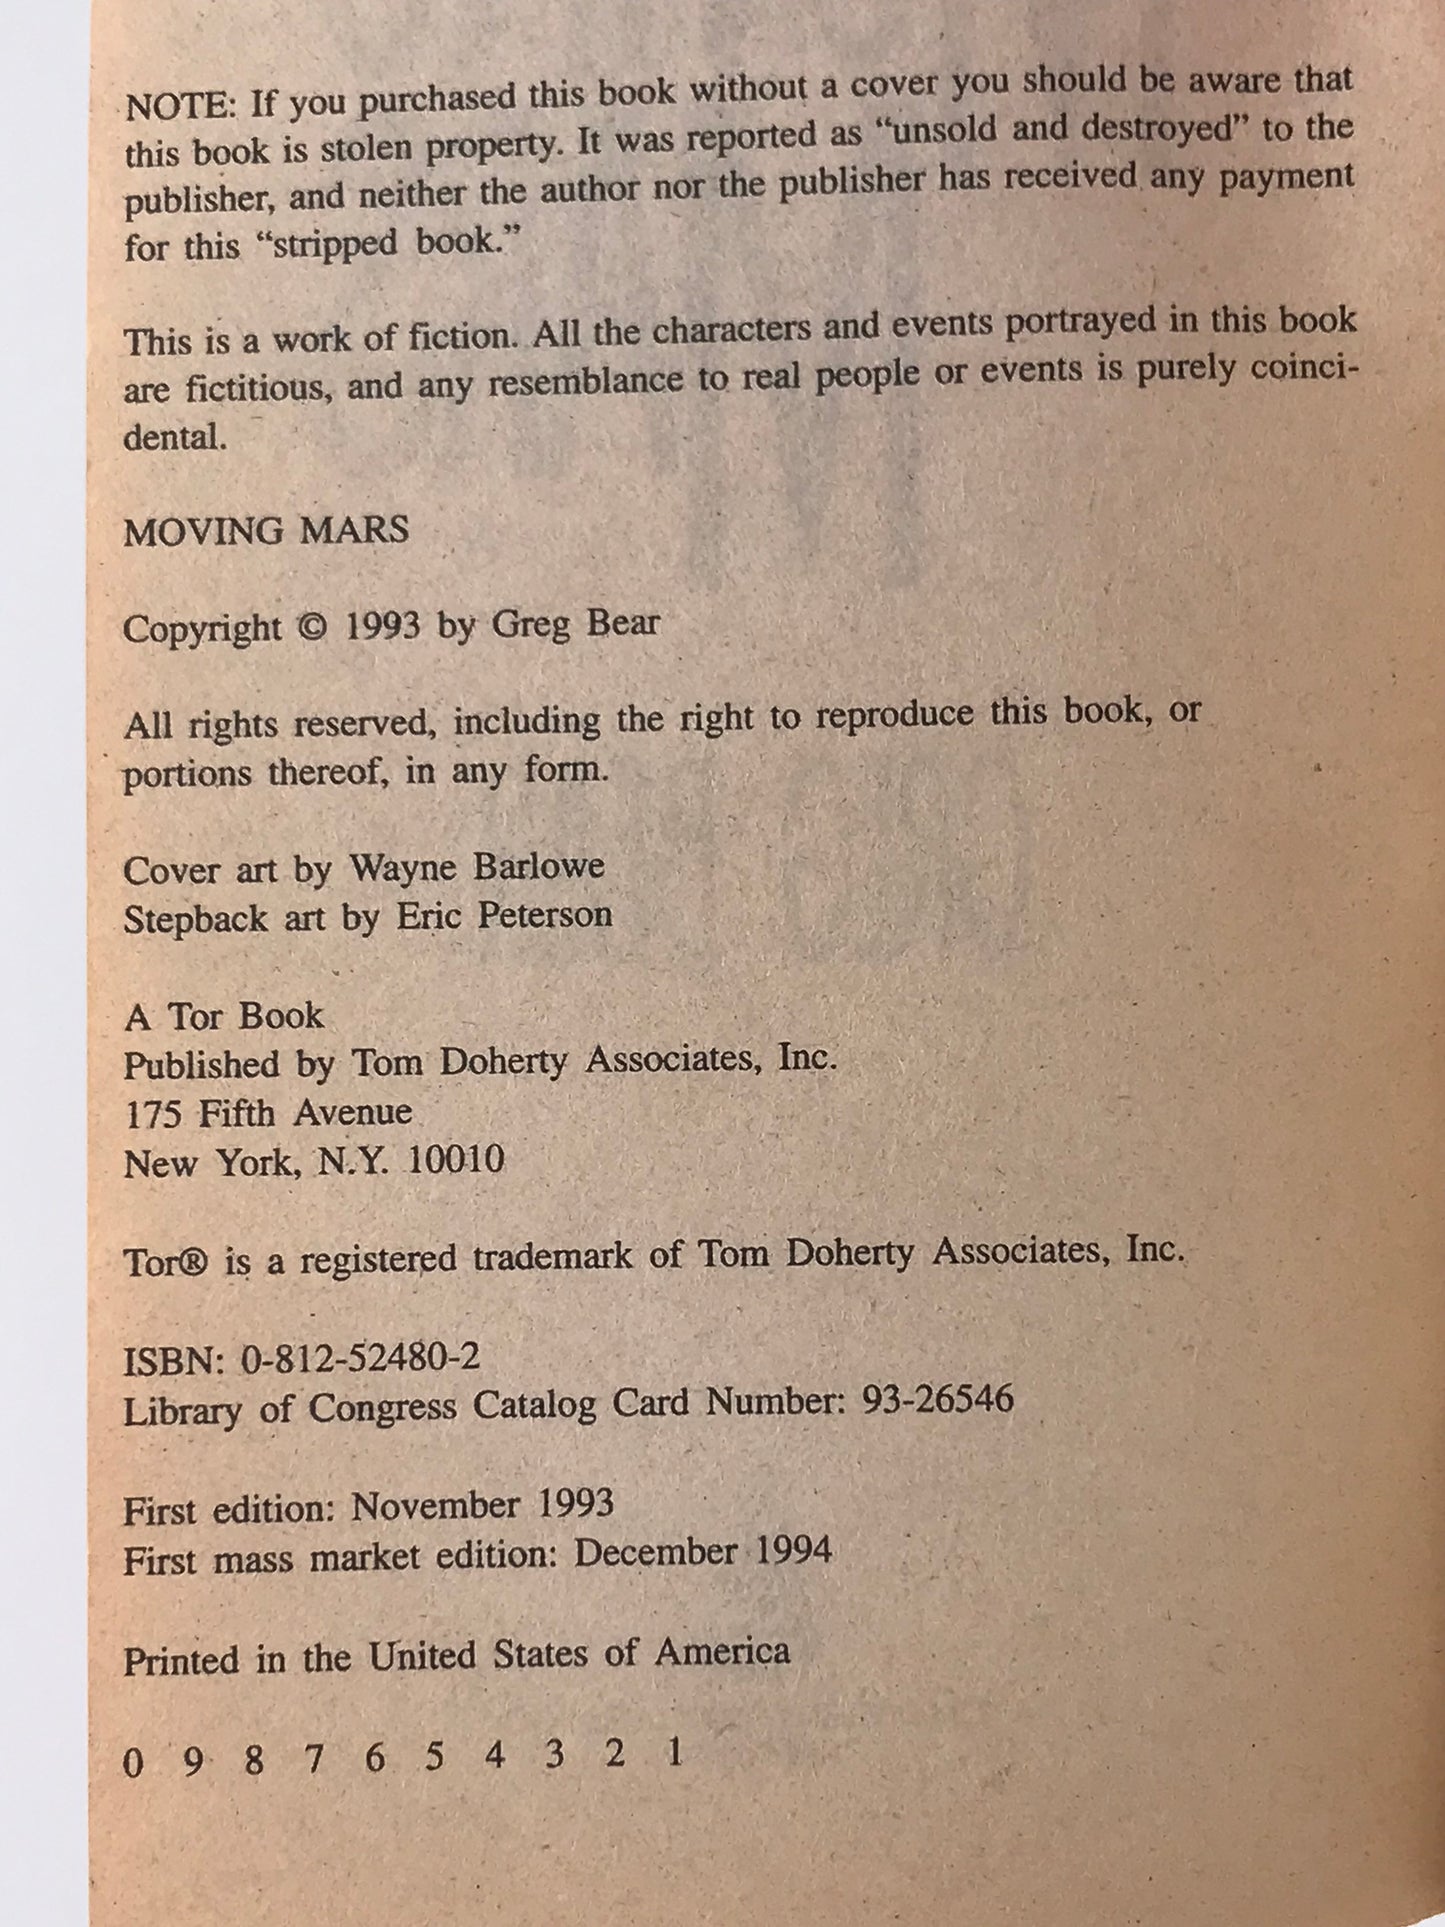 NOTE: If you purchased this book without a cover you should be aware that
this book is stolen property. It was reported as “unsold and destroyed” to the
publisher, and neither the author nor the publisher has received any payment
for this “stripped book.”
This is a work of fiction. All the characters and events portrayed in this book
are fictitious, and any resemblance to real people or events is purely coinci-
dental.
MOVING MARS
Copyright © 1993 by Greg Bear
All rights reserved, including the right to reproduce this book, or
portions thereof, in any form.
Cover art by Wayne Barlowe
Stepback art by Eric Peterson
A Tor Book
Published by Tom Doherty Associates, Inc.
175 Fifth Avenue
New York, N.Y. 10010
Tor® is a registered trademark of Tom Doherty Associates, Inc.
ISBN: 0-812-52480-2
Library of Congress Catalog Card Number: 93-26546
First edition: November 1993
First mass market edition: December 1994
Printed in the United States of America
0 9 8 7 6 5 4 3 2 1